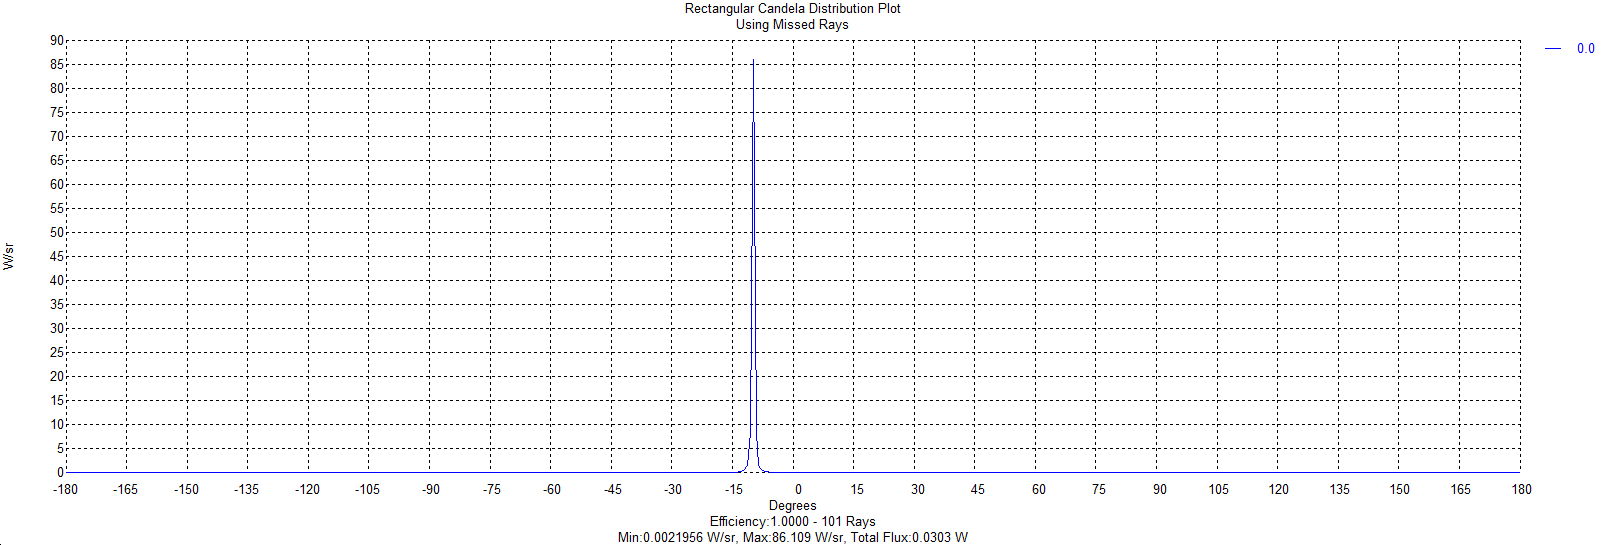 Rectangular Candela Distribution Plot
Using Missed Rays
0.0
90
85
80
75
70
65
60
55
50
45
40
35
30
25
20
15
10
5
0
W/sr
-180 -165 -150 -135 -120 -105 -90 -75 -60 -45 -30 -15 0 15 30 45 60 75 90 105 120 135 150 165 180
Degrees
Efficiency:1.0000 - 101 Rays
Min:0.0021956 W/sr, Max:86.109 W/sr, Total Flux:0.0303 W